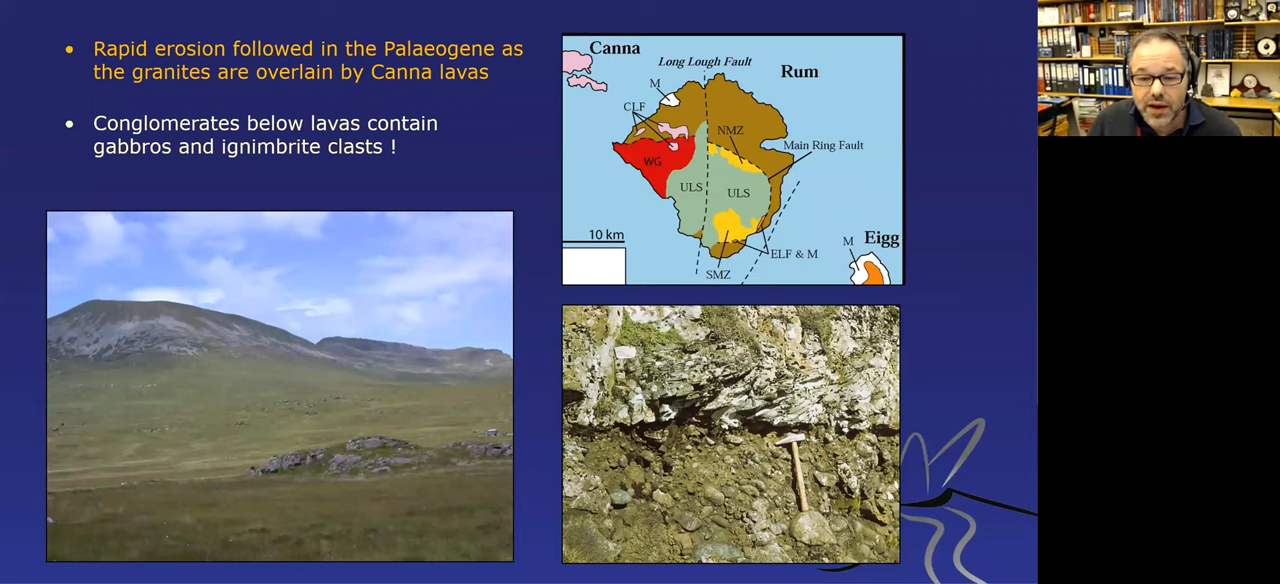 Rapid erosion followed in the Palaeogene as
the granites are overlain by Canna lavas
Conglomerates below lavas contain
gabbros and ignimbrite clasts !
Canna
Long Lough Fault
Rum
M
CLF
NMZ
Main Ring Fault
WG
ULS
ULS
10 km
ELF & M
SMZ
M
Eigg